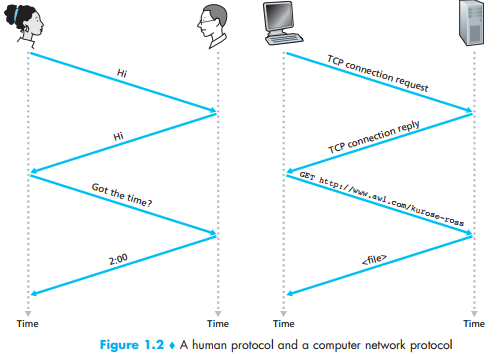 Hi
Hi
Got the time?
2:00
Time
Time
TCP connection request
TCP connection reply
GET http://www.awl.com/kurose-ross
<file>
Time
Time
Figure 1.2 ♦ A human protocol and a computer network protocol